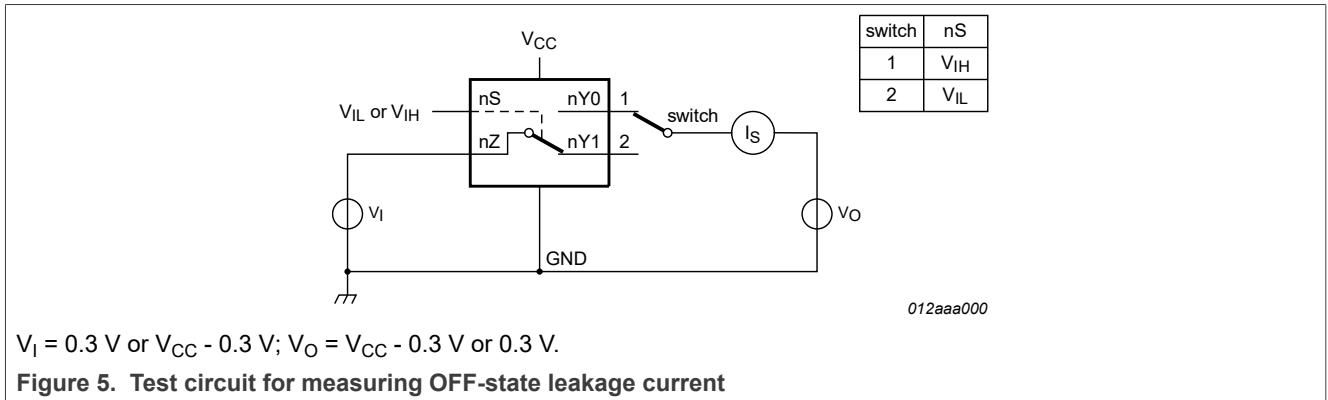 switch nS
1 VIH
2 VIL
VCC
nS nY0 1
VIL or VIH
switch
nZ nY1 2
IS
VI
VO
GND
012aaa000
VI = 0.3 V or VCC - 0.3 V; VO = VCC - 0.3 V or 0.3 V.
Figure 5. Test circuit for measuring OFF-state leakage current